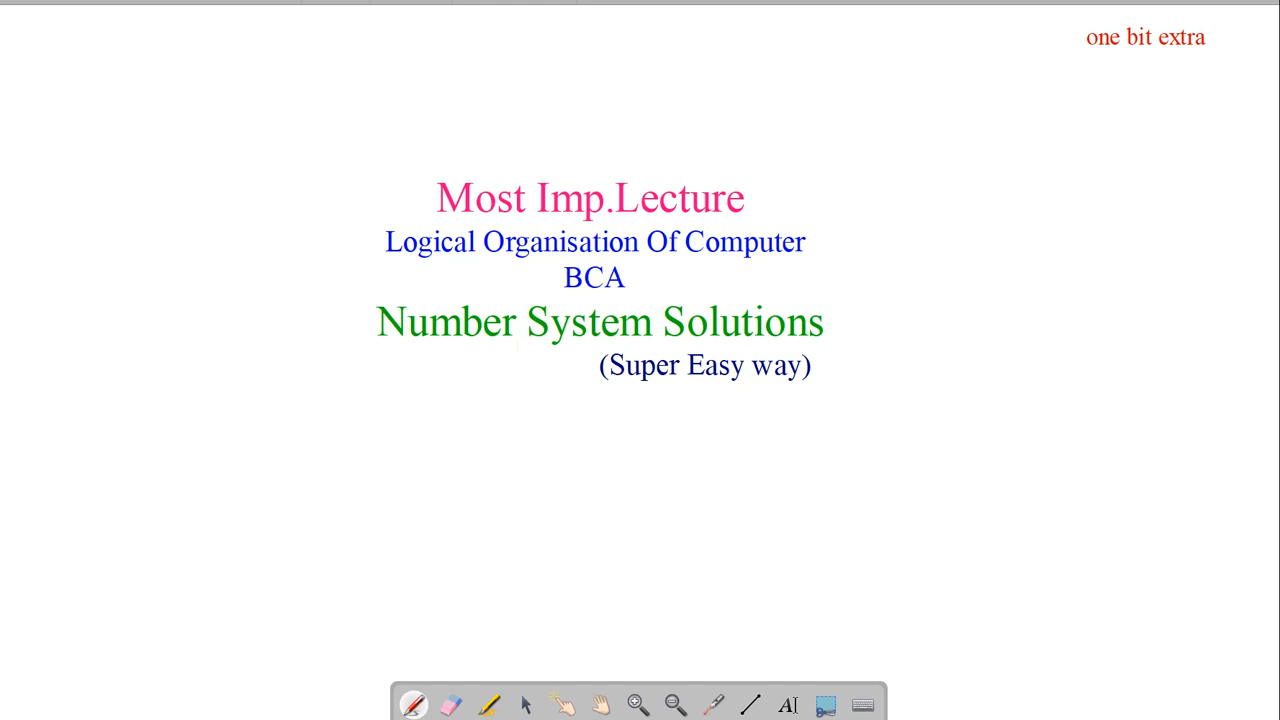 one bit extra
Most Imp.Lecture
Logical Organisation Of Computer
BCA
Number System Solutions
(Super Easy way)